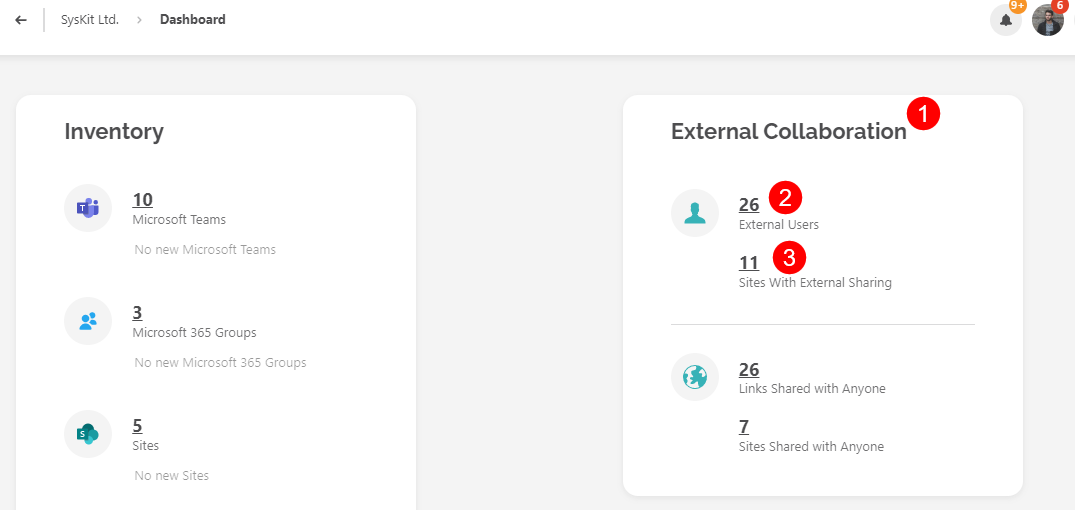 SysKit Ltd. > Dashboard
9+
6
Inventory
10
Microsoft Teams
No new Microsoft Teams
3
Microsoft 365 Groups
No new Microsoft 365 Groups
5
Sites
No new Sites
External Collaboration 1
26 2
External Users
11 3
Sites With External Sharing
26
Links Shared with Anyone
7
Sites Shared with Anyone